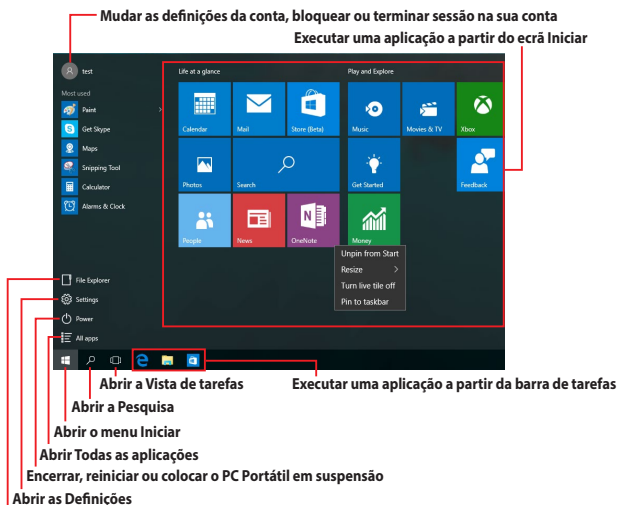 Mudar as definições da conta, bloquear ou terminar sessão na sua conta
Executar uma aplicação a partir do ecrã Iniciar
test
Most used
Paint
Get Skype
Maps
Snipping Tool
Calculator
Alarms & Clock
File Explorer
Settings
Power
All apps
Life at a glance
Play and Explore
Calendar
Mail
Store (Beta)
Music
Movies & TV
Xbox
Photos
Search
Get Started
Feedback
People
News
OneNote
Money
Unpin from Start
Resize
Turn live tile off
Pin to taskbar
Abrir a Vista de tarefas
Executar uma aplicação a partir da barra de tarefas
Abrir a Pesquisa
Abrir o menu Iniciar
Abrir Todas as aplicações
Encerrar, reiniciar ou colocar o PC Portátil em suspensão
Abrir as Definições